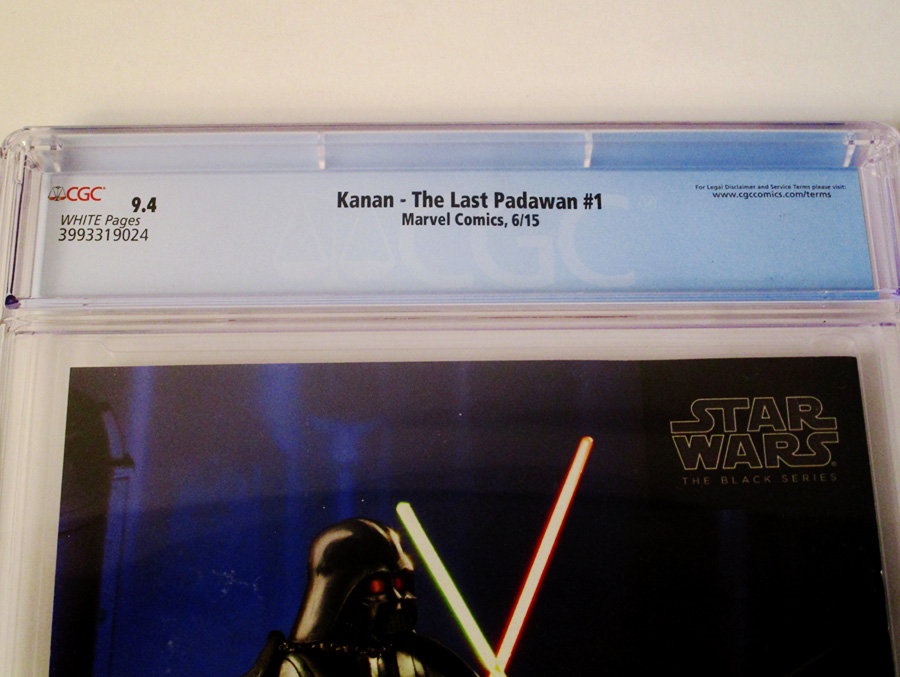 CGC
9.4
WHITE Pages
3993319024
Kanan - The Last Padawan #1
Marvel Comics, 6/15
For Legal Disclaimer and Service Terms please visit:
www.cgccomics.com/terms
CGC
STAR
WARS
THE BLACK SERIES